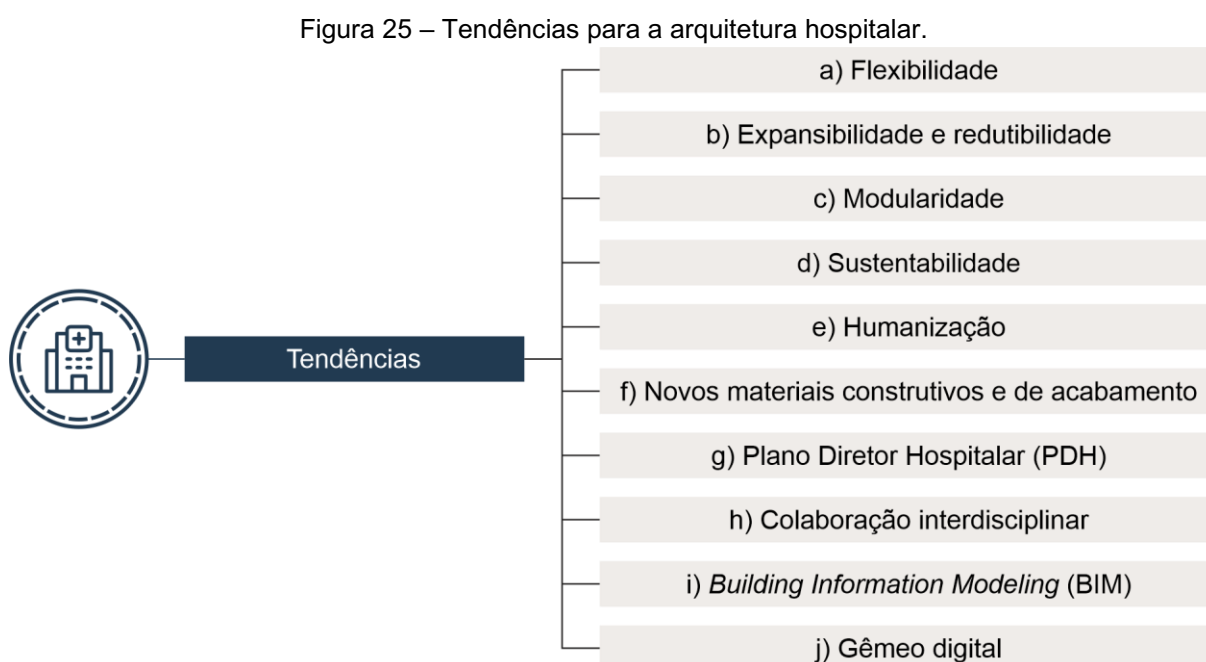 Figura 25 – Tendências para a arquitetura hospitalar.
Tendências
a) Flexibilidade
b) Expansibilidade e redutibilidade
c) Modularidade
d) Sustentabilidade
e) Humanização
f) Novos materiais construtivos e de acabamento
g) Plano Diretor Hospitalar (PDH)
h) Colaboração interdisciplinar
i) Building Information Modeling (BIM)
j) Gêmeo digital